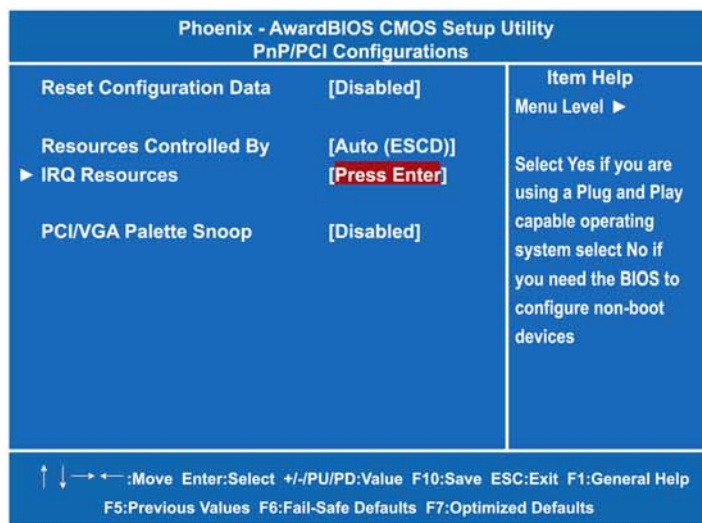 Phoenix - AwardBIOS CMOS Setup Utility
PnP/PCI Configurations
Reset Configuration Data [Disabled]
Resources Controlled By [Auto (ESCD)]
► IRQ Resources [Press Enter]
PCI/VGA Palette Snoop [Disabled]
Item Help
Menu Level ►
Select Yes if you are
using a Plug and Play
capable operating
system select No if
you need the BIOS to
configure non-boot
devices
↑ ↓ → ← :Move Enter:Select +/-/PU/PD:Value F10:Save ESC:Exit F1:General Help
F5:Previous Values F6:Fail-Safe Defaults F7:Optimized Defaults